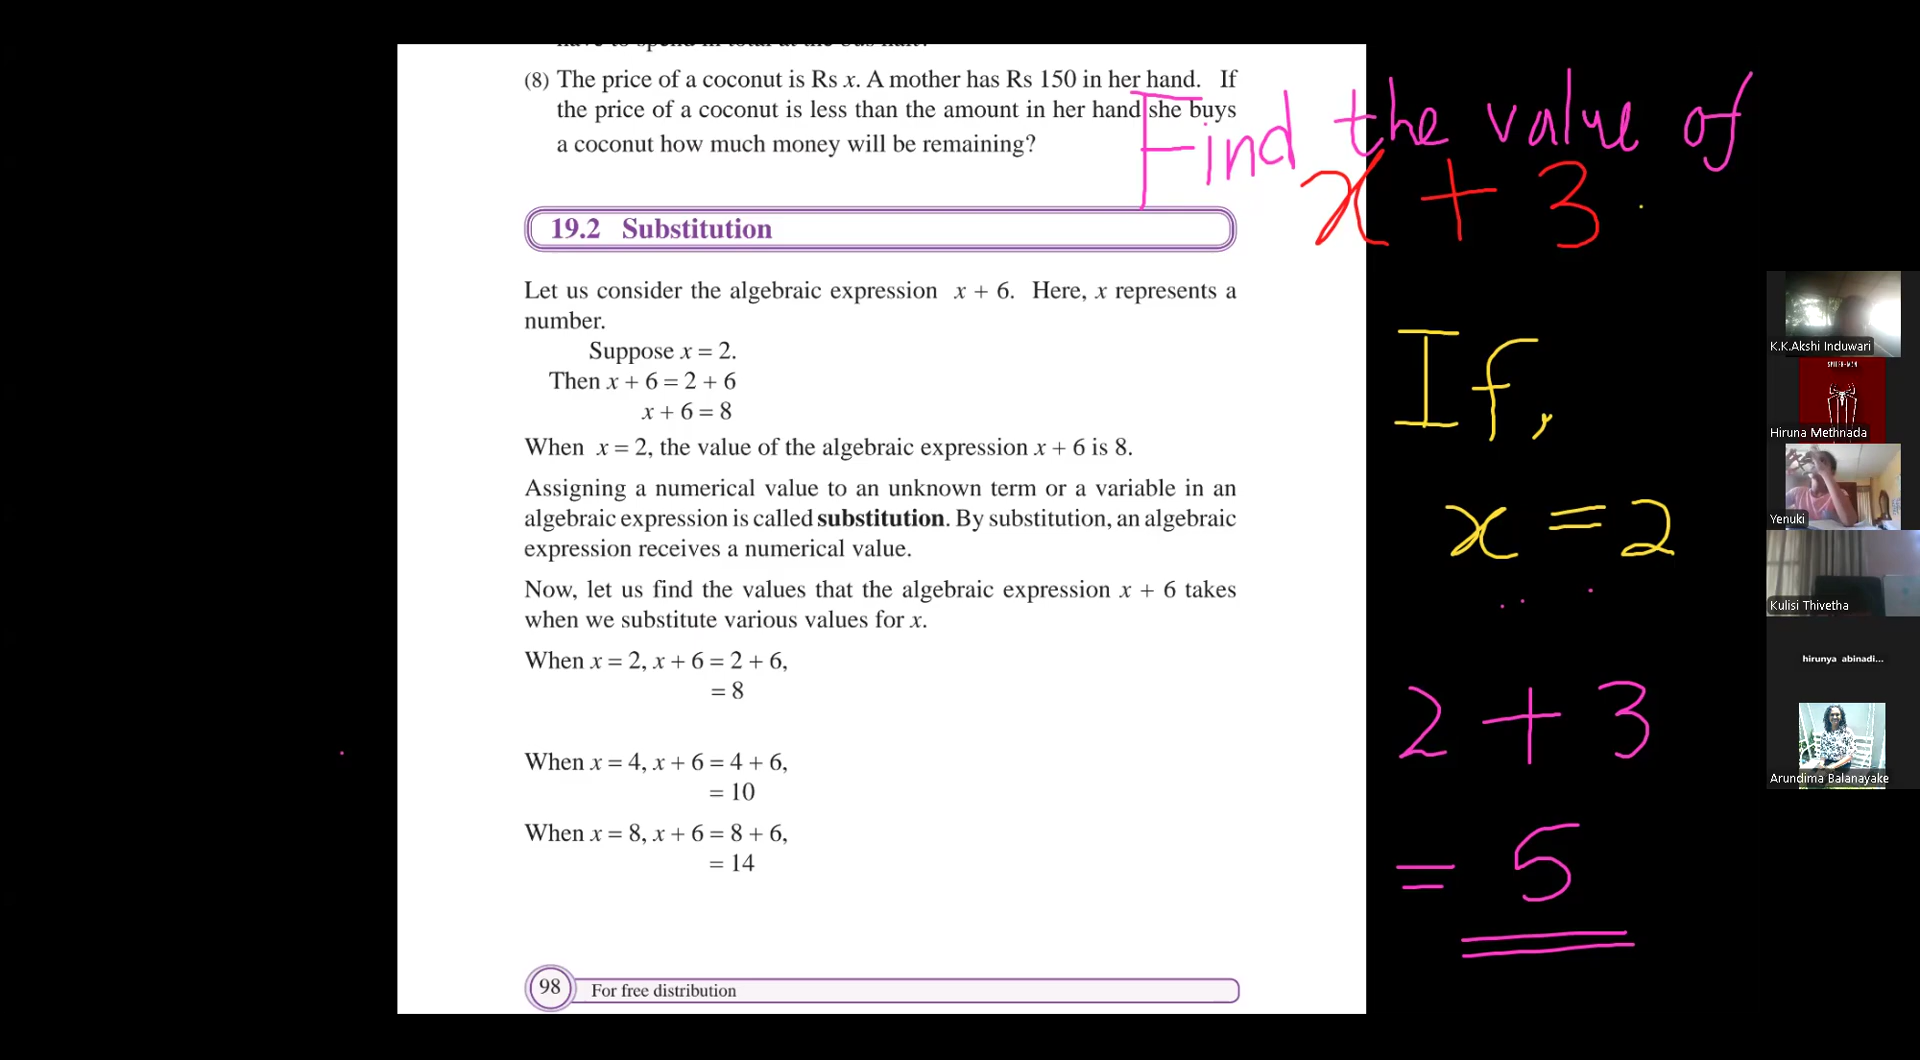 (8) The price of a coconut is Rs x. A mother has Rs 150 in her hand. If
the price of a coconut is less than the amount in her hand she buys
a coconut how much money will be remaining?
19.2 Substitution
Let us consider the algebraic expression x + 6. Here, x represents a
number.
Suppose x = 2.
Then x + 6 = 2 + 6
x + 6 = 8
When x = 2, the value of the algebraic expression x + 6 is 8.
Assigning a numerical value to an unknown term or a variable in an
algebraic expression is called substitution. By substitution, an algebraic
expression receives a numerical value.
Now, let us find the values that the algebraic expression x + 6 takes
when we substitute various values for x.
When x = 2, x + 6 = 2 + 6,
= 8
When x = 4, x + 6 = 4 + 6,
= 10
When x = 8, x + 6 = 8 + 6,
= 14
98 For free distribution
Find the value of
x + 3
If,
x = 2
2 + 3
= 5
K.K.Akshi Induwari
Hiruna Methnada
Yenuki
Kulisi Thivetha
hirunya abinadi...
Arundima Balanayake